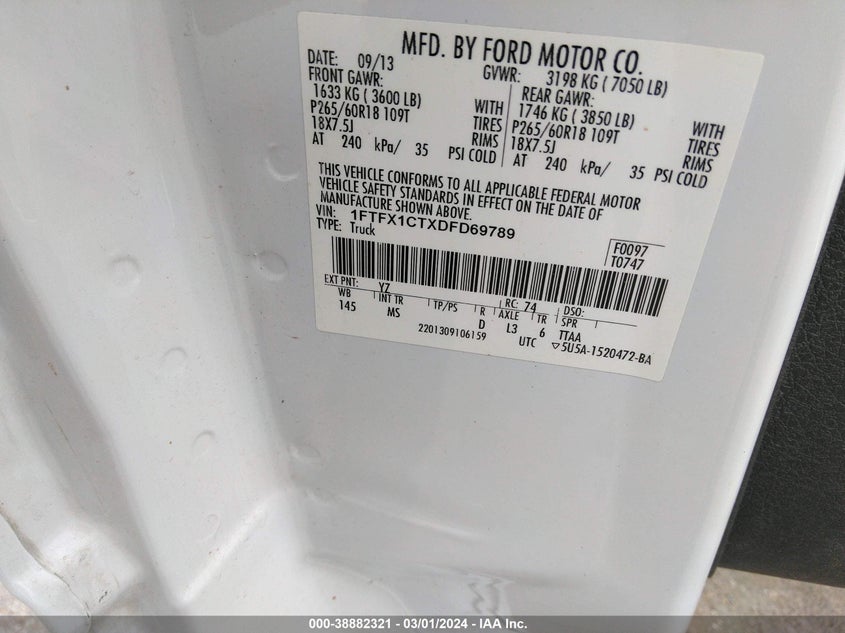 MFD. BY FORD MOTOR CO.
DATE: 09/13 GVWR: 3198 KG ( 7050 LB)
FRONT GAWR: REAR GAWR:
1633 KG ( 3600 LB) WITH 1746 KG ( 3850 LB) WITH
P265/60R18 109T TIRES P265/60R18 109T TIRES
18X7.5J RIMS 18X7.5J RIMS
AT 240 kPa/ 35 PSI COLD AT 240 kPa/ 35 PSI COLD
THIS VEHICLE CONFORMS TO ALL APPLICABLE FEDERAL MOTOR
VEHICLE SAFETY STANDARDS IN EFFECT ON THE DATE OF
MANUFACTURE SHOWN ABOVE.
VIN: 1FTFX1CTXDFD69789
TYPE: Truck
F0097
T0747
EXT PNT: YZ RC: 74 DSO:
WB INT TR TP/PS R AXLE TR SPR
145 MS D L3 6 TTAA
2201309106159 UTC ▽5U5A-1520472-BA
000-38882321 - 03/01/2024 - IAA Inc.